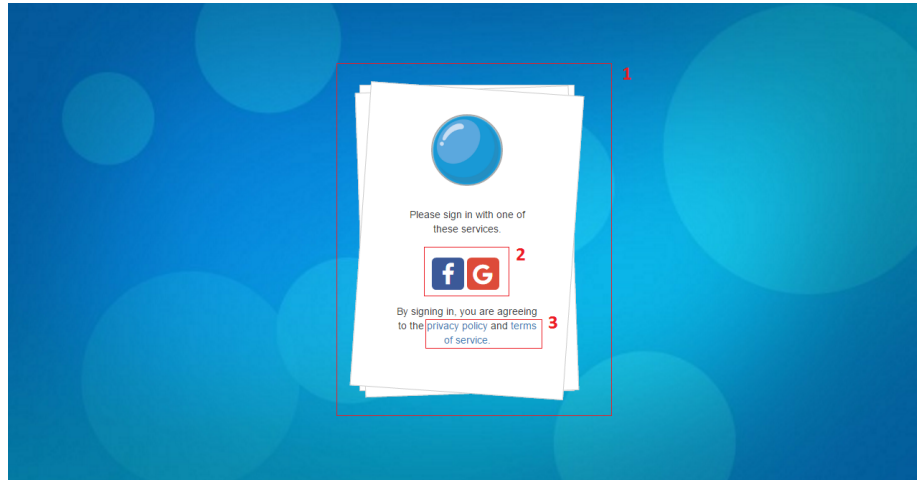 1
Please sign in with one of
these services.
2
f G
By signing in, you are agreeing
to the privacy policy and terms
3
of service.